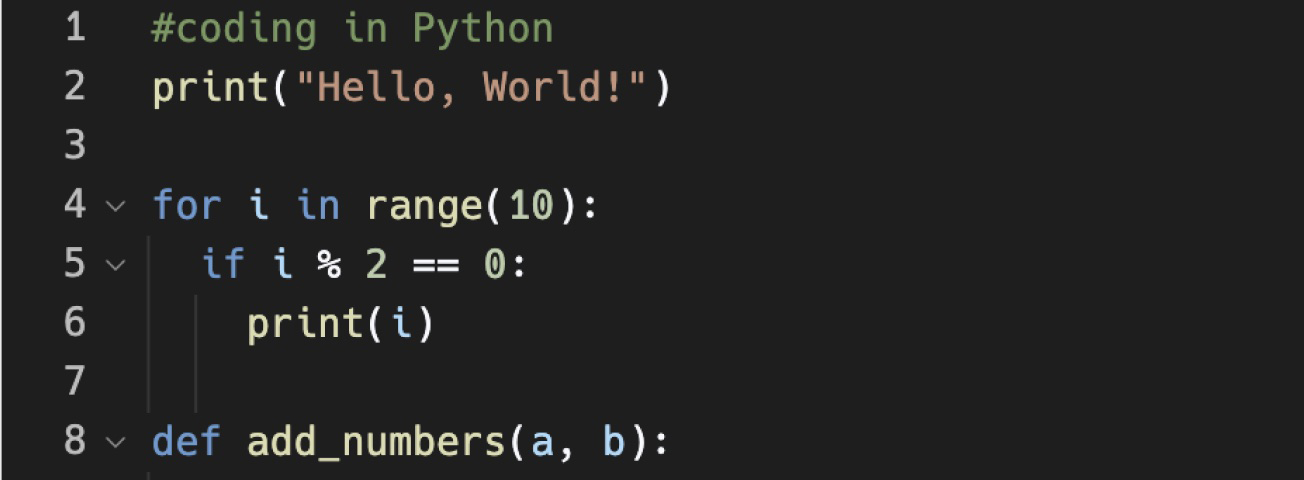 1 #coding in Python
2 print("Hello, World!")
3
4 for i in range(10):
5   if i % 2 == 0:
6     print(i)
7
8 def add_numbers(a, b):